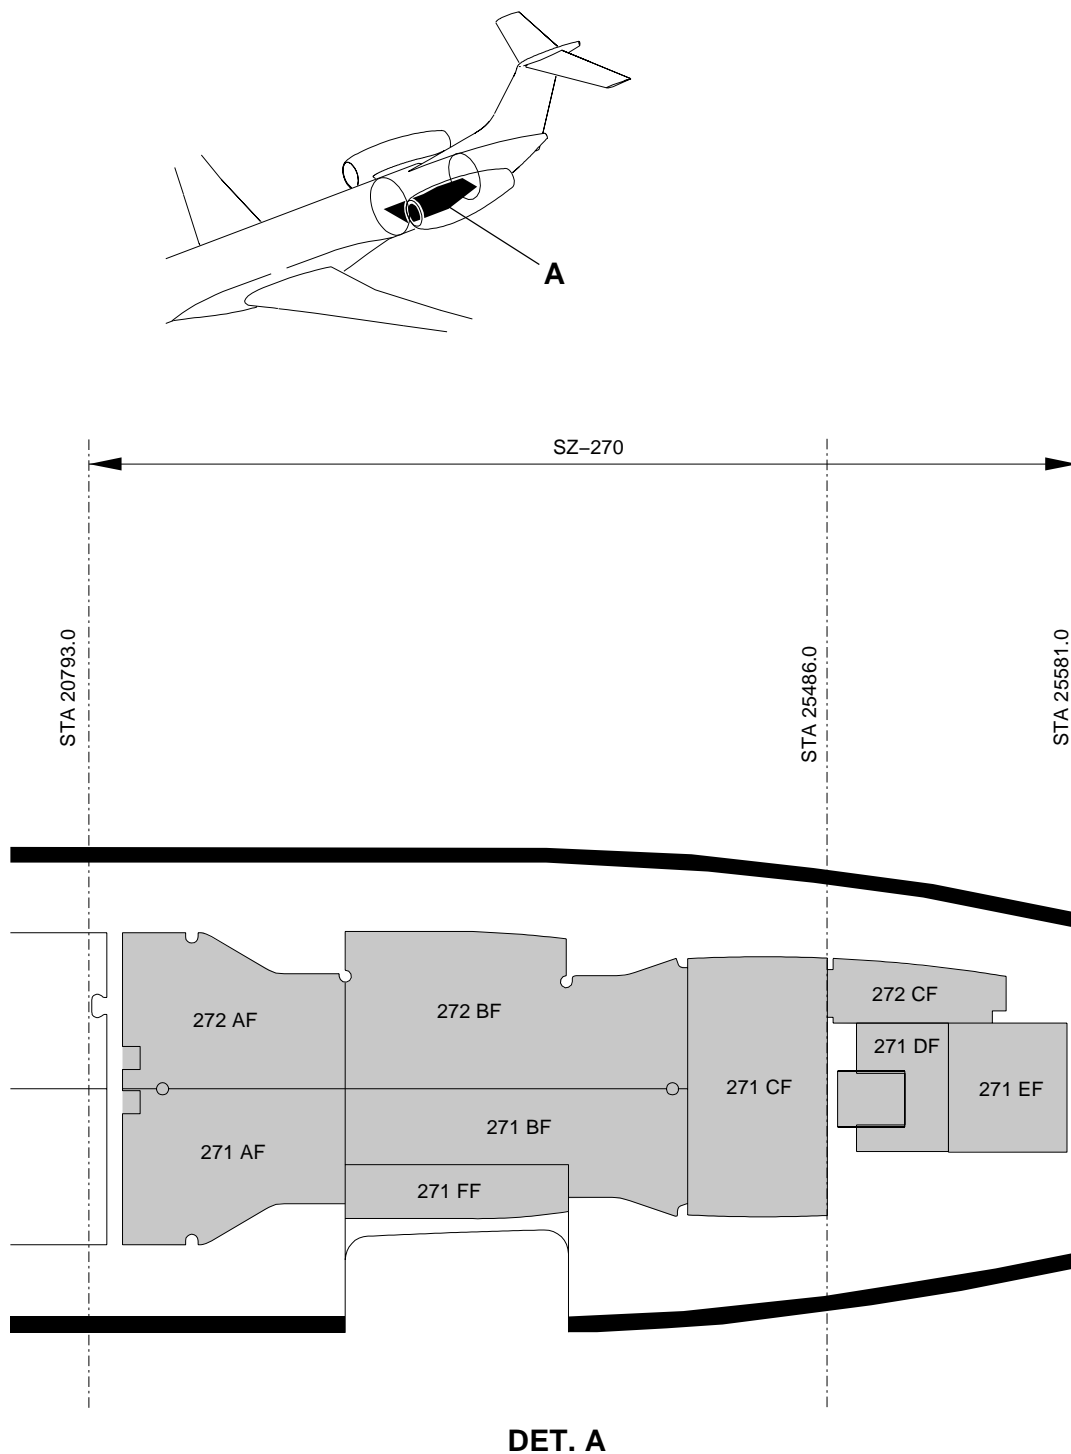 A
SZ–270
STA 20793.0
STA 25486.0
STA 25581.0
272 CF
272 BF
272 AF
271 DF
271 CF
271 EF
271 BF
271 AF
271 FF
DET. A